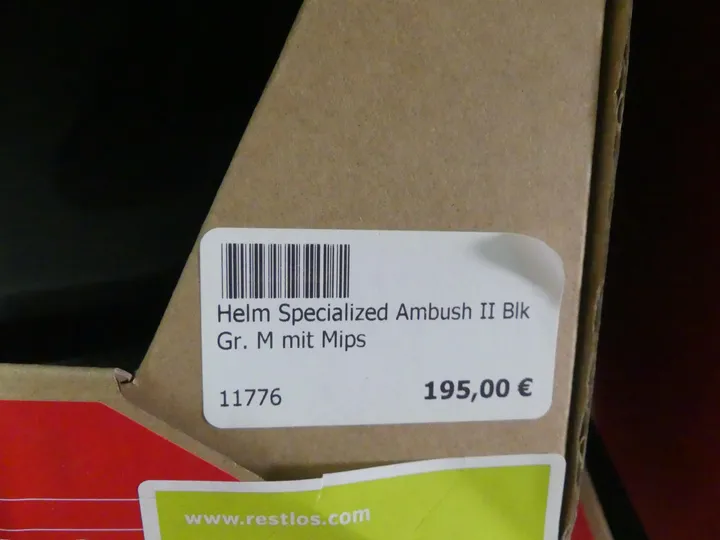 Helm Specialized Ambush II Blk
Gr. M mit Mips
11776 195,00 €
www.restlos.com